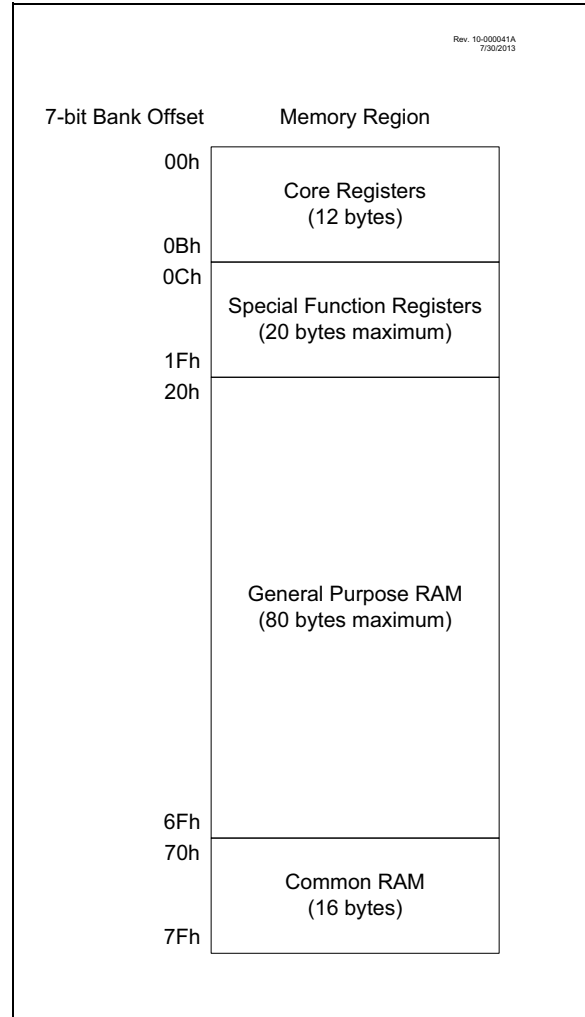 Rev. 10-000041A
7/30/2013
7-bit Bank Offset Memory Region
00h
Core Registers
(12 bytes)
0Bh
0Ch
Special Function Registers
(20 bytes maximum)
1Fh
20h
General Purpose RAM
(80 bytes maximum)
6Fh
70h
Common RAM
(16 bytes)
7Fh